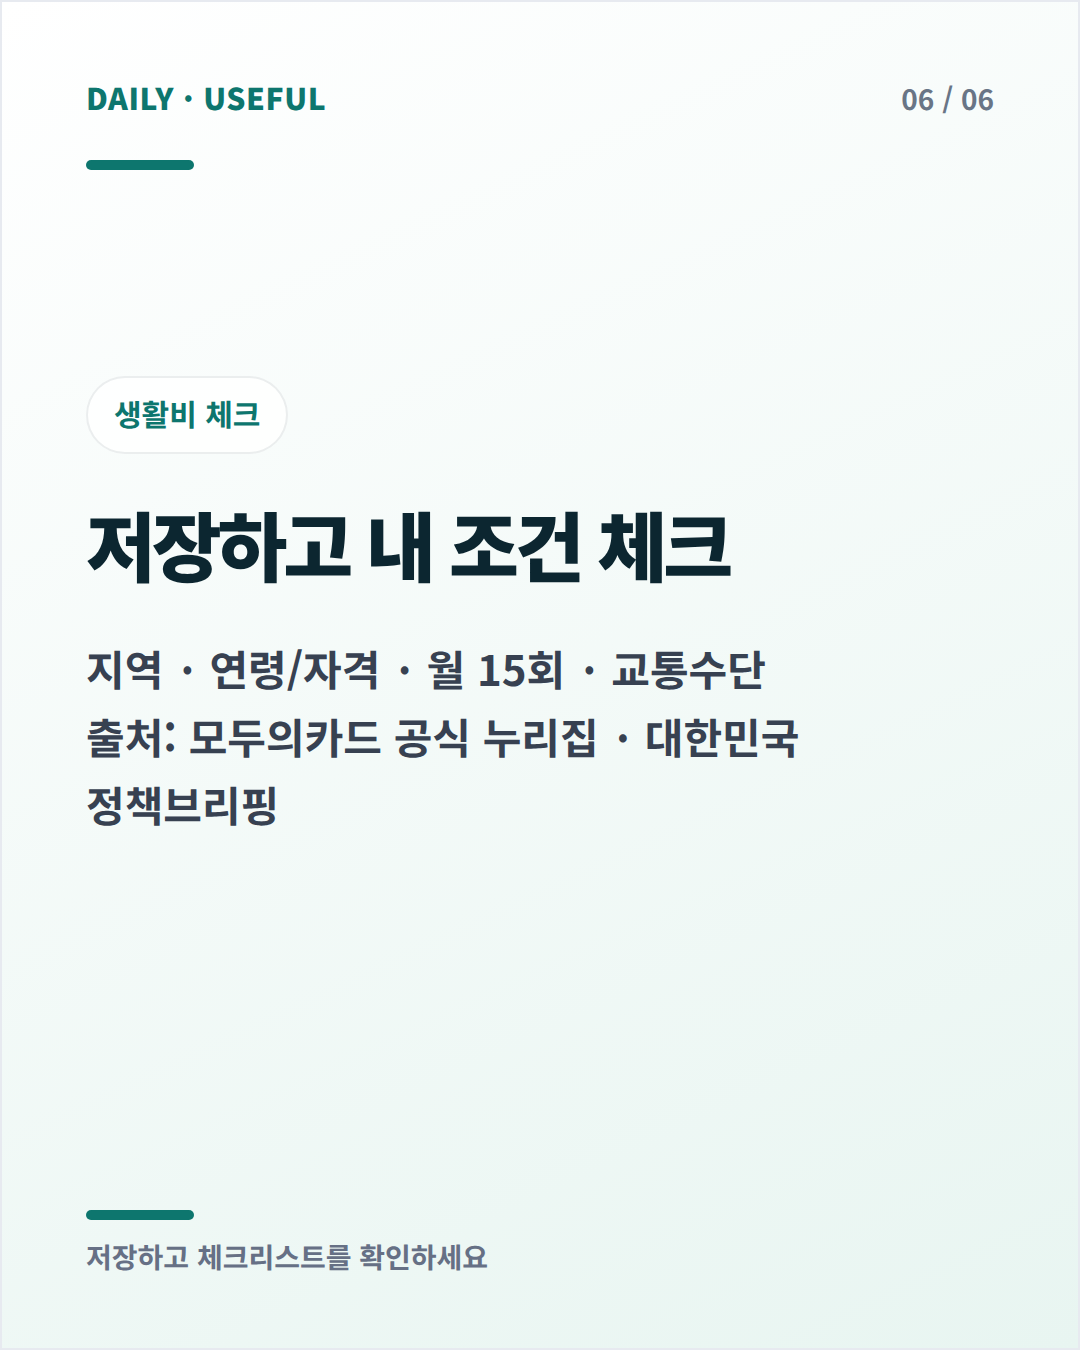 DAILY · USEFUL
06 / 06
생활비 체크
저장하고 내 조건 체크
지역 · 연령/자격 · 월 15회 · 교통수단
출처: 모두의카드 공식 누리집 · 대한민국
정책브리핑
저장하고 체크리스트를 확인하세요